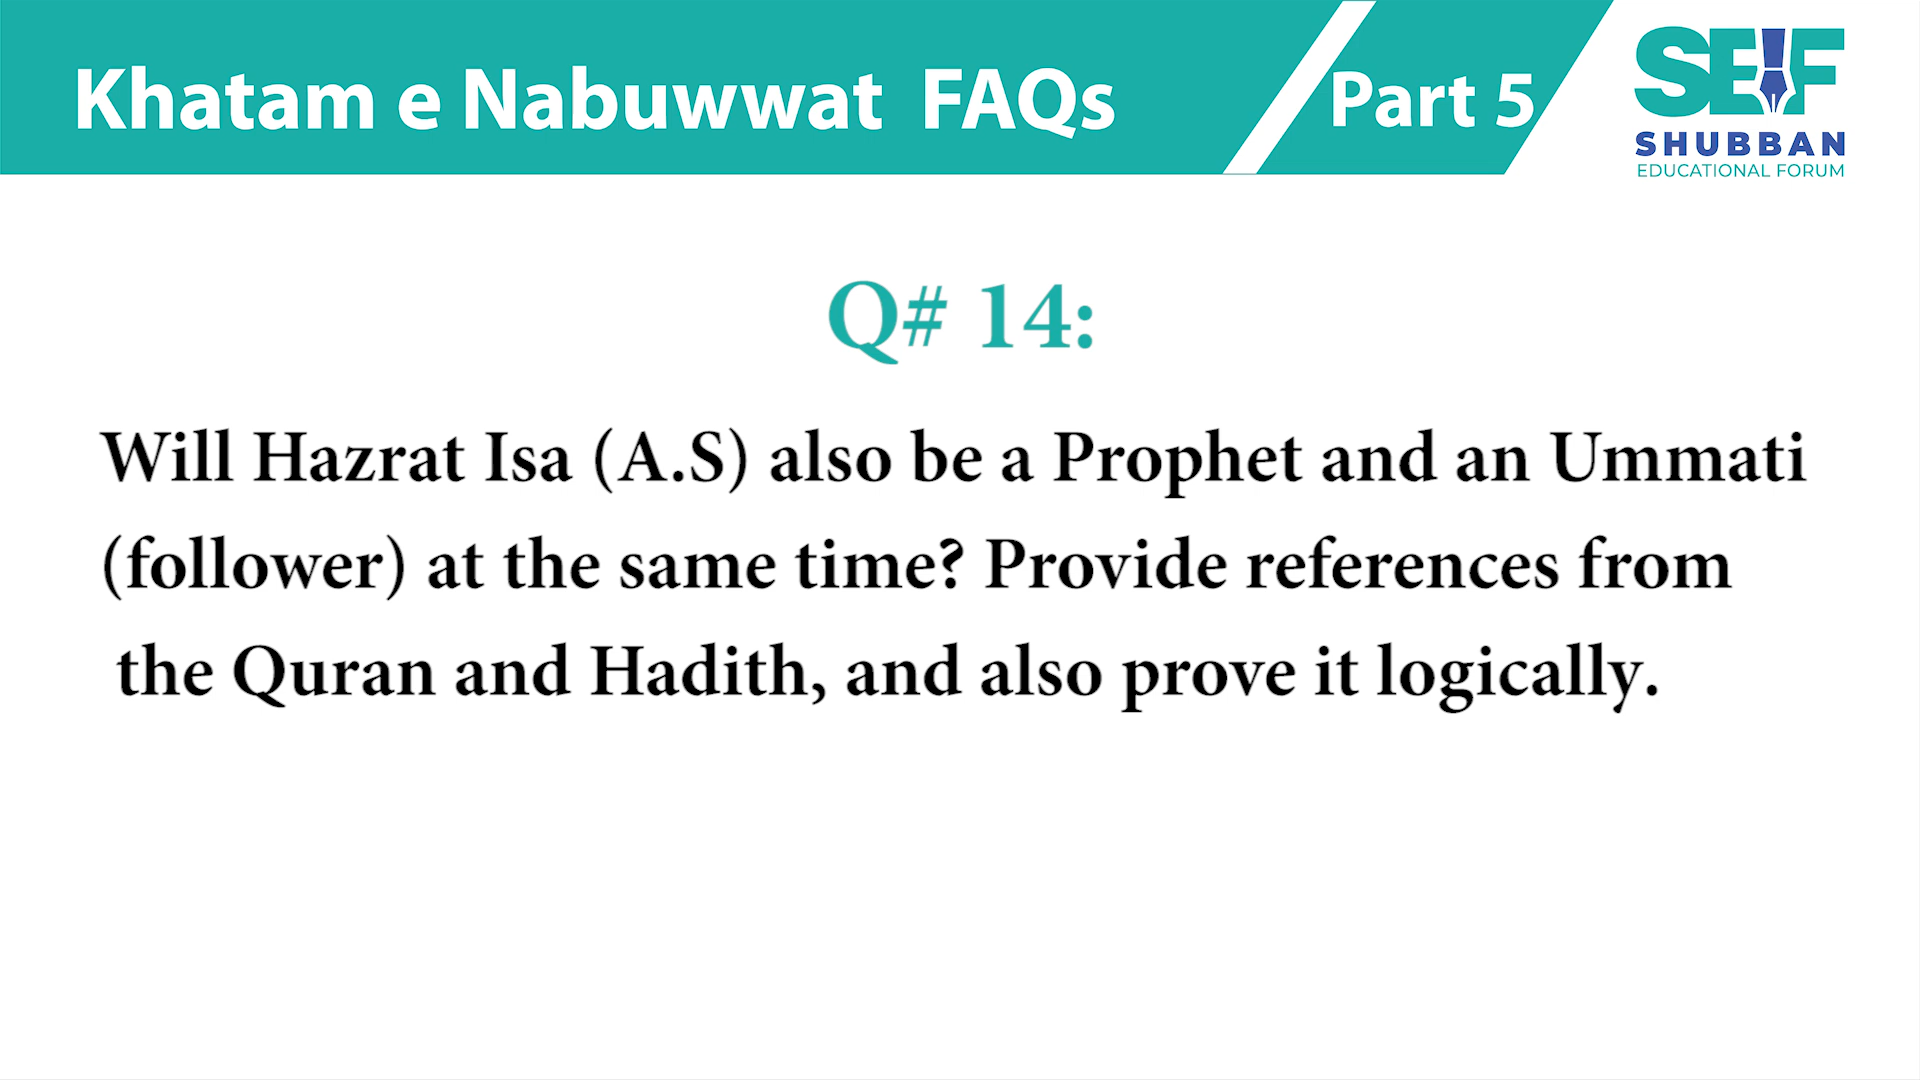 Khatam e Nabuwwat FAQs
Part 5
SEF
SHUBBAN
EDUCATIONAL FORUM
Q# 14:
Will Hazrat Isa (A.S) also be a Prophet and an Ummati
(follower) at the same time? Provide references from
the Quran and Hadith, and also prove it logically.